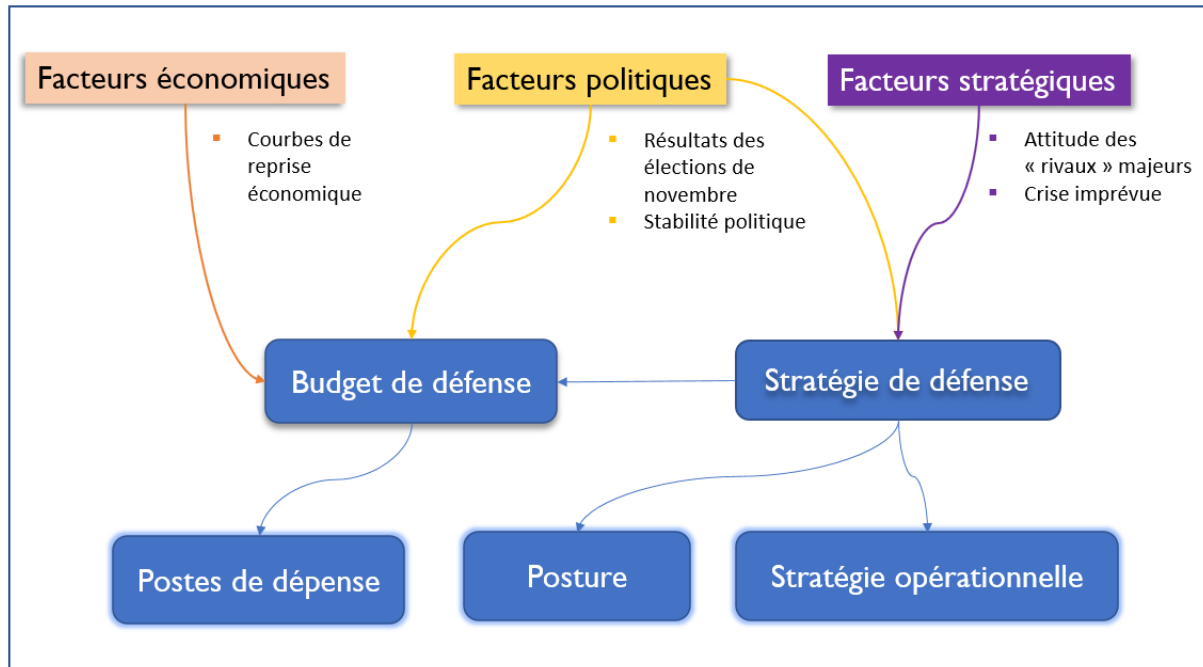 Facteurs économiques
Courbes de
reprise
économique
Facteurs politiques
Résultats des
élections de
novembre
Stabilité politique
Facteurs stratégiques
Attitude des
« rivaux » majeurs
Crise imprévue
Budget de défense
Stratégie de défense
Postes de dépense
Posture
Stratégie opérationnelle